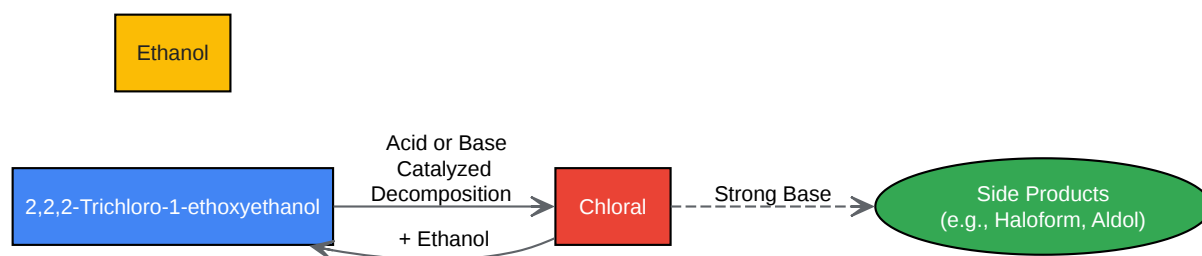 Ethanol
Acid or Base
Catalyzed
Decomposition
2,2,2-Trichloro-1-ethoxyethanol
Chloral
Strong Base
Side Products
(e.g., Haloform, Aldol)
+ Ethanol